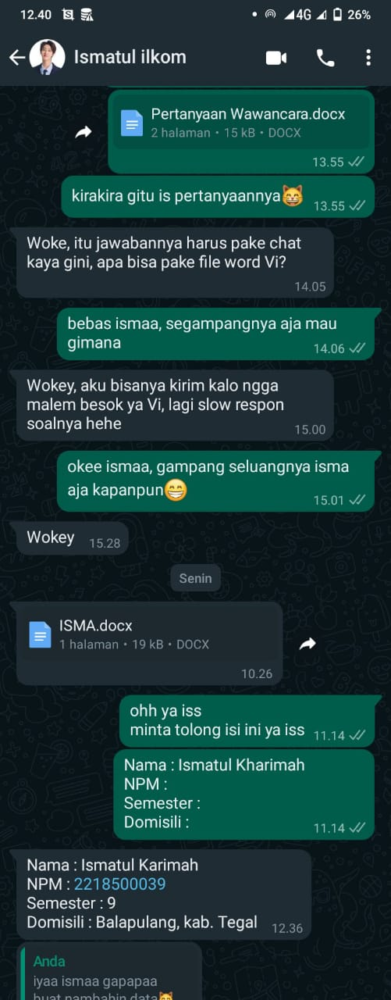 12.40
4G
26%
Ismatul ilkom
Pertanyaan Wawancara.docx
2 halaman • 15 kB • DOCX
13.55
kirakira gitu is pertanyaannya😸
13.55
Woke, itu jawabannya harus pake chat
kaya gini, apa bisa pake file word Vi?
14.05
bebas ismaa, segampangnya aja mau
gimana
14.06
Wokey, aku bisanya kirim kalo ngga
malem besok ya Vi, lagi slow respon
soalnya hehe
15.00
okee ismaa, gampang seluangnya isma
aja kapanpun😁
15.01
Wokey
15.28
Senin
ISMA.docx
1 halaman • 19 kB • DOCX
10.26
ohh ya iss
minta tolong isi ini ya iss
11.14
Nama : Ismatul Kharimah
NPM :
Semester :
Domisili :
11.14
Nama : Ismatul Karimah
NPM : 2218500039
Semester : 9
Domisili : Balapulang, kab. Tegal
12.36
Anda
iyaa ismaa gapapaa
buat nambahin data